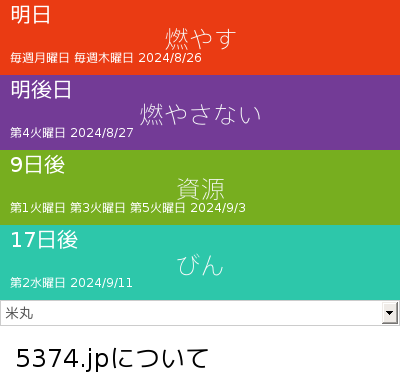 明日
燃やす
毎週月曜日 毎週木曜日 2024/8/26
明後日
燃やさない
第4火曜日 2024/8/27
9日後
資源
第1火曜日 第3火曜日 第5火曜日 2024/9/3
17日後
びん
第2水曜日 2024/9/11
米丸
5374.jpについて